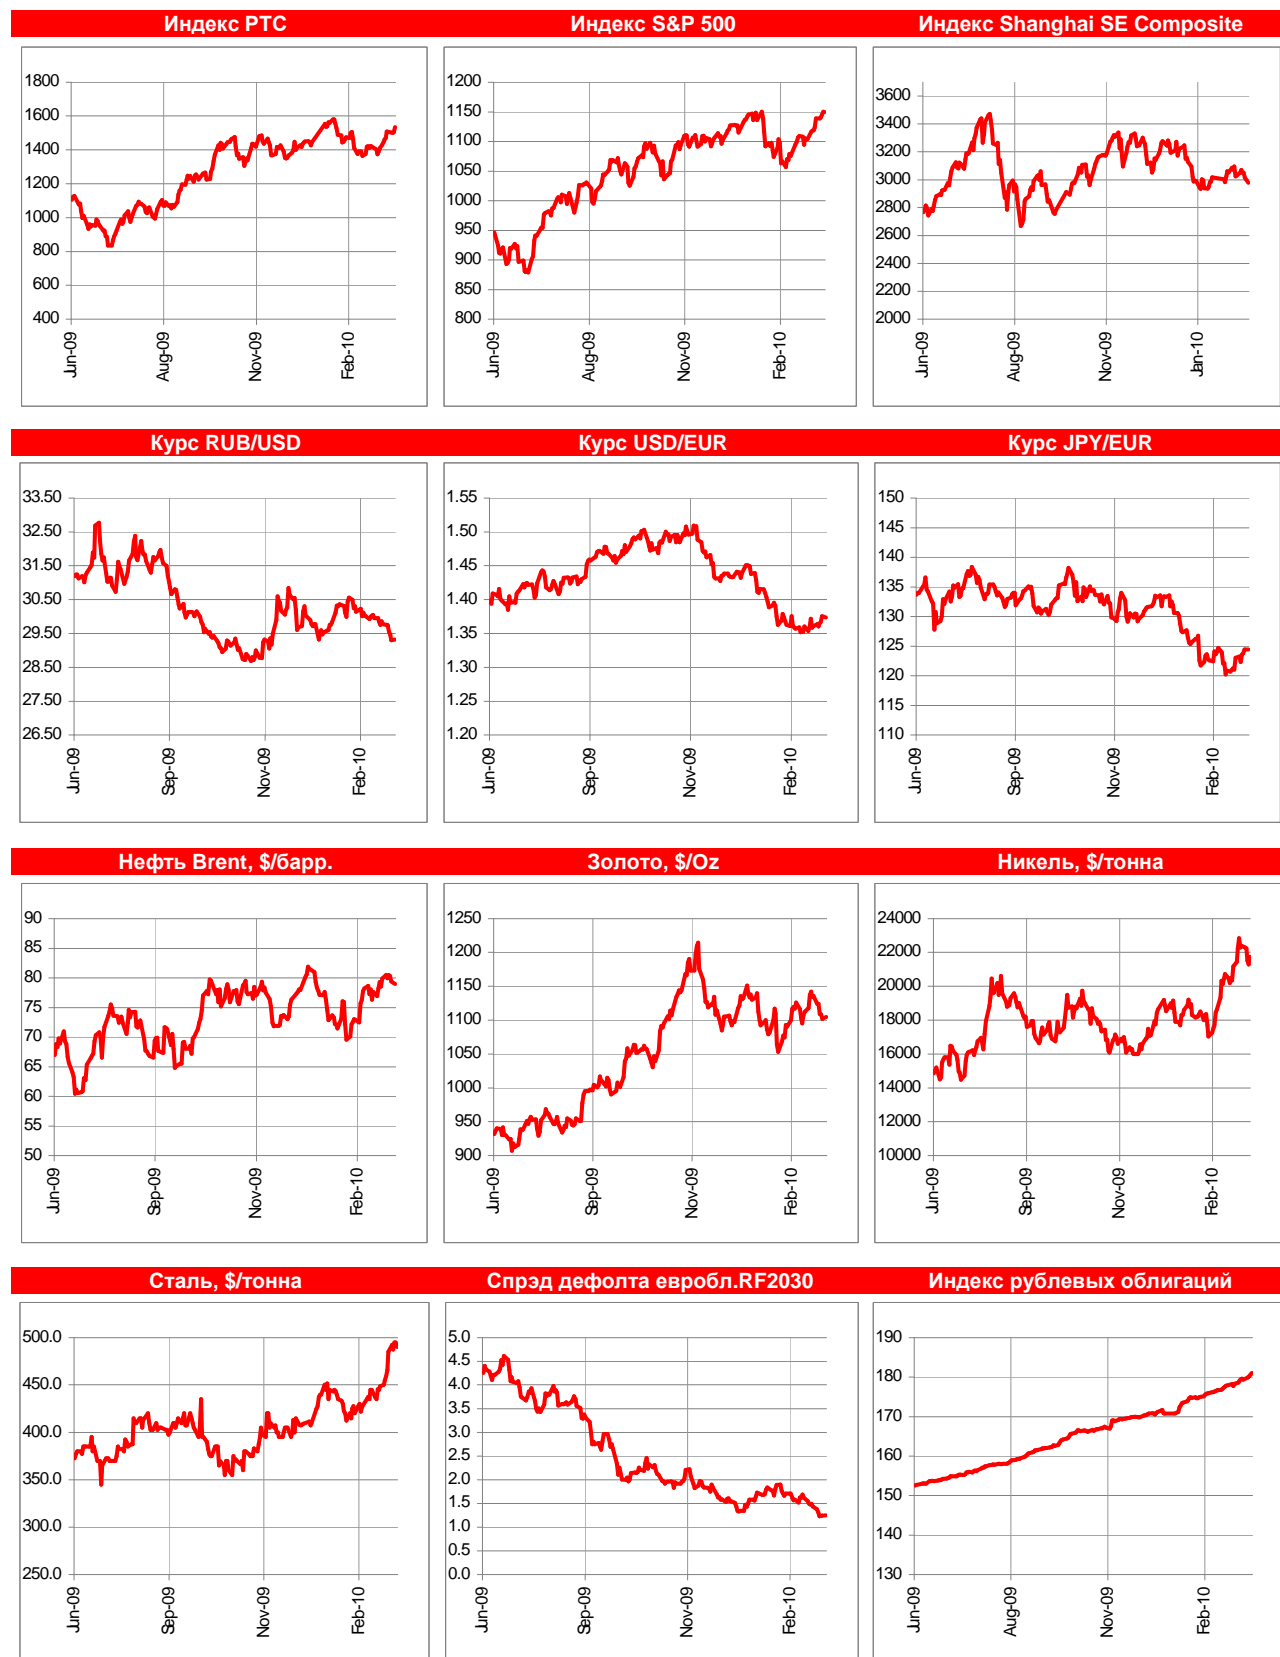 Индекс РТС
Индекс S&P 500
Индекс Shanghai SE Composite
1800
1600
1400
1200
1000
800
600
400
Jun-09
Aug-09
Nov-09
Feb-10
1200
1150
1100
1050
1000
950
900
850
800
Jun-09
Aug-09
Nov-09
Feb-10
3600
3400
3200
3000
2800
2600
2400
2200
2000
Jun-09
Aug-09
Nov-09
Jan-10
Курс RUB/USD
Курс USD/EUR
Курс JPY/EUR
33.50
32.50
31.50
30.50
29.50
28.50
27.50
26.50
Jun-09
Sep-09
Nov-09
Feb-10
1.55
1.50
1.45
1.40
1.35
1.30
1.25
1.20
Jun-09
Sep-09
Nov-09
Feb-10
150
145
140
135
130
125
120
115
110
Jun-09
Sep-09
Nov-09
Feb-10
Нефть Brent, $/барр.
Золото, $/Oz
Никель, $/тонна
90
85
80
75
70
65
60
55
50
Jun-09
Sep-09
Nov-09
Feb-10
1250
1200
1150
1100
1050
1000
950
900
Jun-09
Sep-09
Nov-09
Feb-10
24000
22000
20000
18000
16000
14000
12000
10000
Jun-09
Sep-09
Nov-09
Feb-10
Сталь, $/тонна
Спрэд дефолта евробл.RF2030
Индекс рублевых облигаций
500.0
450.0
400.0
350.0
300.0
250.0
Jun-09
Sep-09
Nov-09
Feb-10
5.0
4.5
4.0
3.5
3.0
2.5
2.0
1.5
1.0
0.5
0.0
Jun-09
Sep-09
Nov-09
Feb-10
190
180
170
160
150
140
130
Jun-09
Aug-09
Nov-09
Feb-10